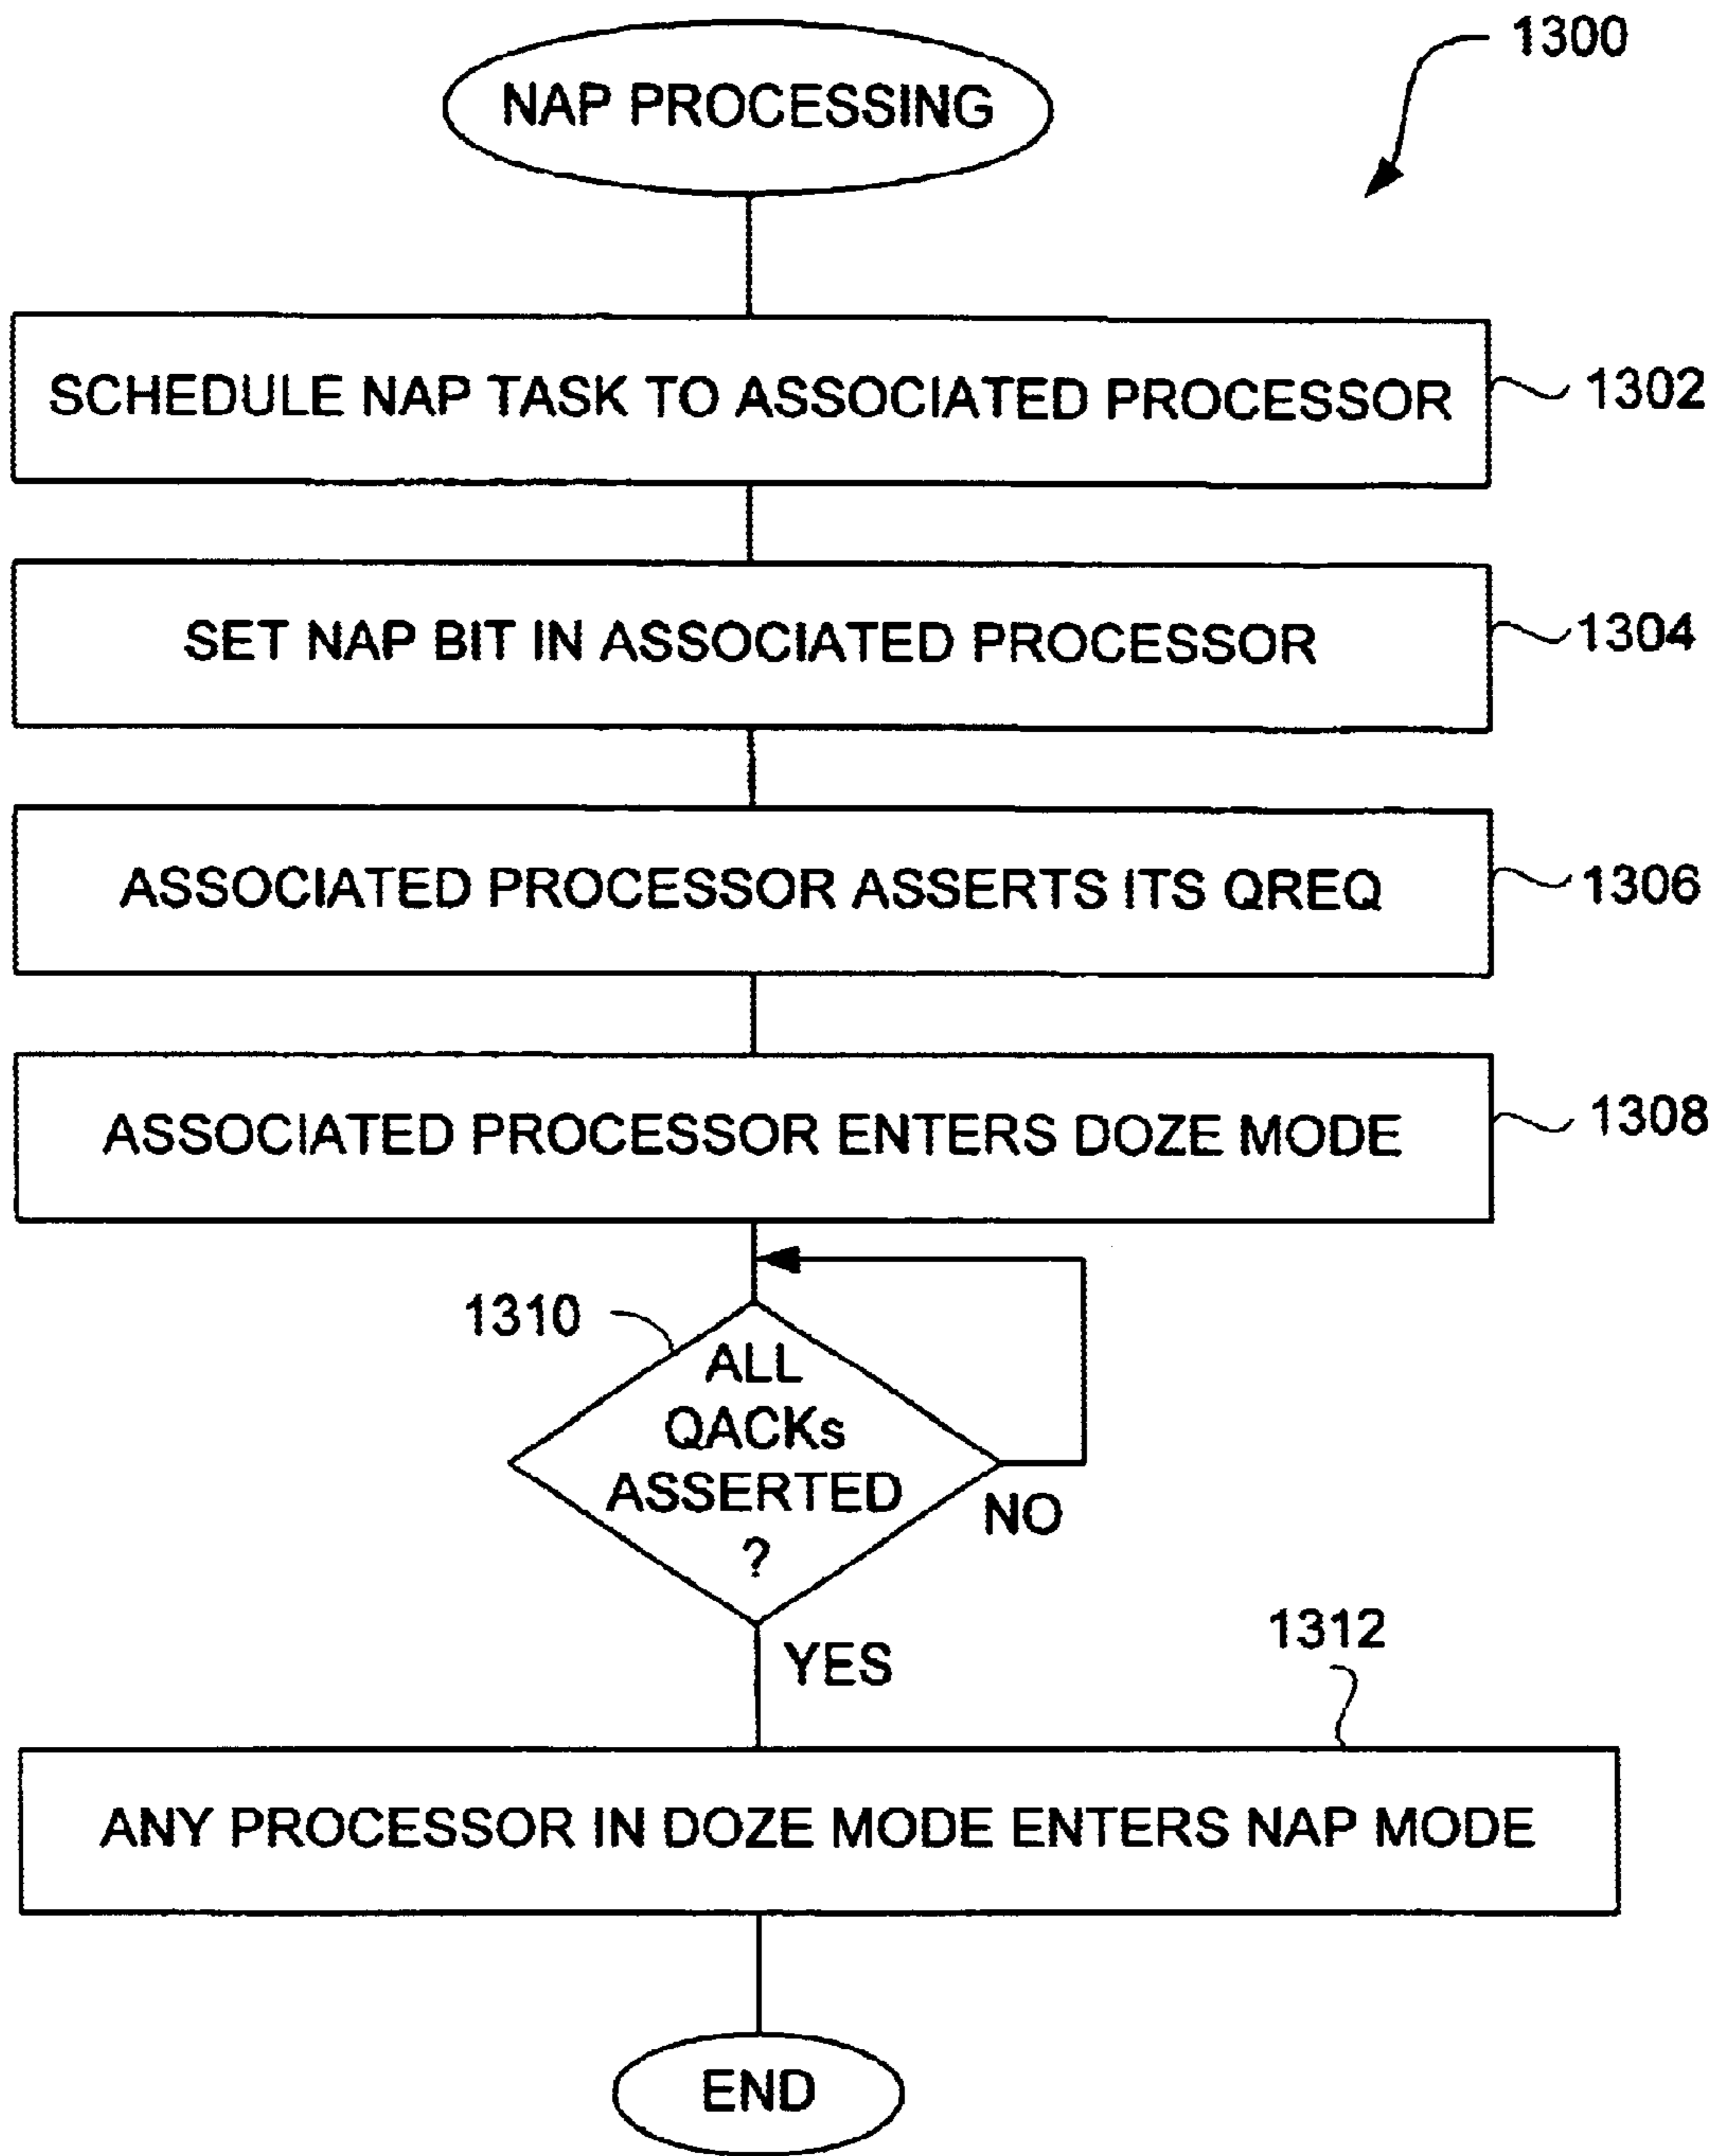 1300
NAP PROCESSING
SCHEDULE NAP TASK TO ASSOCIATED PROCESSOR
1302
SET NAP BIT IN ASSOCIATED PROCESSOR
1304
ASSOCIATED PROCESSOR ASSERTS ITS QREQ
1306
ASSOCIATED PROCESSOR ENTERS DOZE MODE
1308
1310
ALL
QACKs
ASSERTED
?
NO
YES
1312
ANY PROCESSOR IN DOZE MODE ENTERS NAP MODE
END